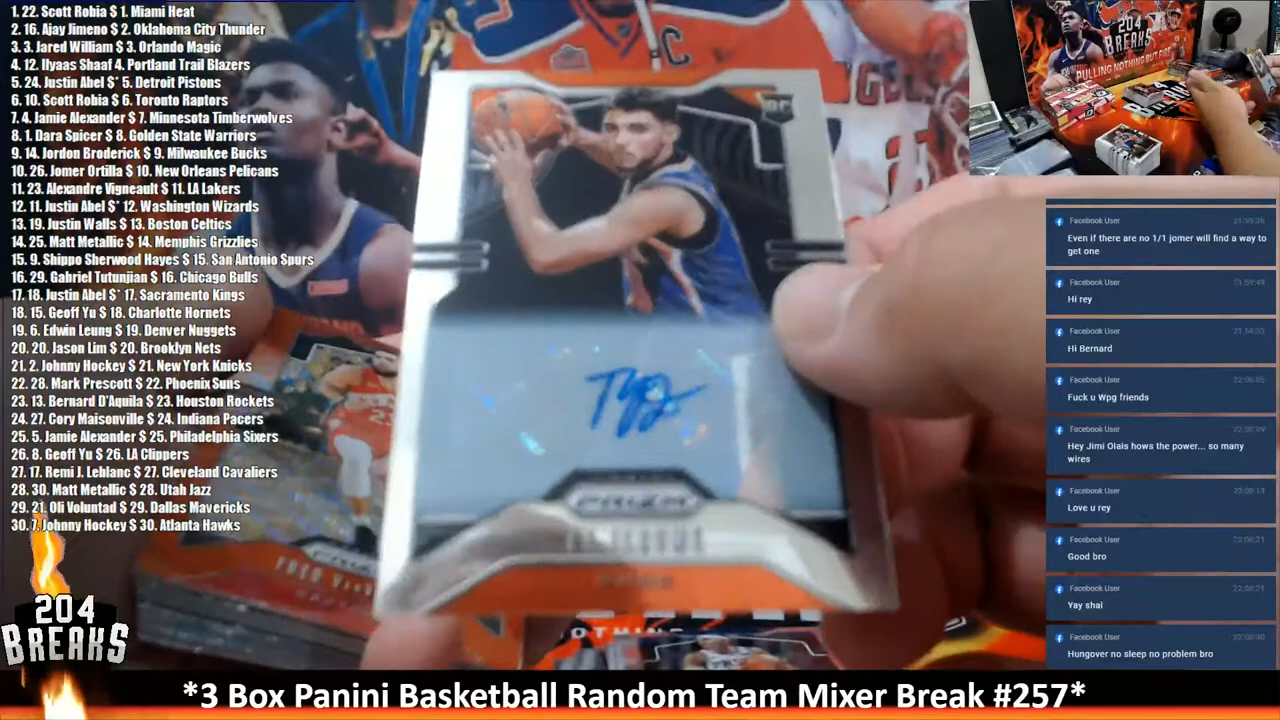 1. 22. Scott Robia $ 1. Miami Heat
2. 16. Ajay Jimeno $ 2. Oklahoma City Thunder
3. 3. Jared William $ 3. Orlando Magic
4. 12. Ilyaas Shaaf 4. Portland Trail Blazers
5. 24. Justin Abel $* 5. Detroit Pistons
6. 10. Scott Robia $ 6. Toronto Raptors
7. 4. Jamie Alexander $ 7. Minnesota Timberwolves
8. 1. Dara Spicer $ 8. Golden State Warriors
9. 14. Jordon Broderick $ 9. Milwaukee Bucks
10. 26. Jomer Ortilla $ 10. New Orleans Pelicans
11. 23. Alexandre Vigneault $ 11. LA Lakers
12. 11. Justin Abel $* 12. Washington Wizards
13. 19. Justin Walls $ 13. Boston Celtics
14. 25. Matt Metallic $ 14. Memphis Grizzlies
15. 9. Shippo Sherwood Hayes $ 15. San Antonio Spurs
16. 29. Gabriel Tutunjian $ 16. Chicago Bulls
17. 18. Justin Abel $* 17. Sacramento Kings
18. 15. Geoff Yu $ 18. Charlotte Hornets
19. 6. Edwin Leung $ 19. Denver Nuggets
20. 20. Jason Lim $ 20. Brooklyn Nets
21. 2. Johnny Hockey $ 21. New York Knicks
22. 28. Mark Prescott $ 22. Phoenix Suns
23. 13. Bernard D'Aquila $ 23. Houston Rockets
24. 27. Cory Maisonville $ 24. Indiana Pacers
25. 5. Jamie Alexander $ 25. Philadelphia Sixers
26. 8. Geoff Yu $ 26. LA Clippers
27. 17. Remi J. Leblanc $ 27. Cleveland Cavaliers
28. 30. Matt Metallic $ 28. Utah Jazz
29. 21. Oli Voluntad $ 29. Dallas Mavericks
30. 7. Johnny Hockey $ 30. Atlanta Hawks
204
BREAKS
C
RC
PRIZM
204
BREAKS
PULLING NOTHING BUT FIRE
Facebook User
Even if there are no 1/1 jomer will find a way to
get one
Facebook User
Hi rey
Facebook User
Hi Bernard
Facebook User
Fuck u Wpg friends
Facebook User
Hey Jimi Olais hows the power... so many
wires
Facebook User
Love u rey
Facebook User
Good bro
Facebook User
Yay shai
Facebook User
Hungover no sleep no problem bro
*3 Box Panini Basketball Random Team Mixer Break #257*